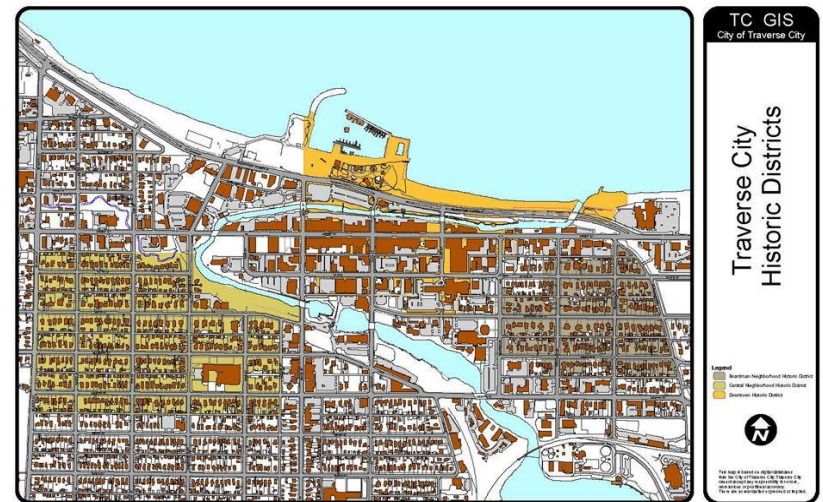 TC GIS
City of Traverse City
Traverse City
Historic Districts
Legend
Boardman Neighborhood Historic District
Central Neighborhood Historic District
Downtown Historic District
N